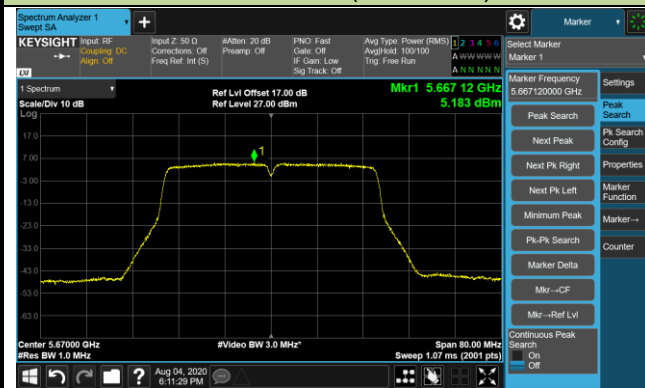 Spectrum Analyzer 1
Swept SA
Marker
KEYSIGHT
Input: RF
Coupling: DC
Align: Off
Input Z: 50 Ω
Corrections: Off
Freq Ref: Int (S)
#Atten: 20 dB
Preamp: Off
PNO: Fast
Gate: Off
IF Gain: Low
Sig Track: Off
Avg Type: Power (RMS)
Avg|Hold: 100/100
Trig: Free Run
1 2 3 4 5 6
A W W W W W
A N N N N N
LXI
1 Spectrum
Scale/Div 10 dB
Log
Ref Lvl Offset 17.00 dB
Ref Level 27.00 dBm
Mkr1 5.667 12 GHz
5.183 dBm
17.0
7.00
-3.00
-13.0
-23.0
-33.0
-43.0
-53.0
-63.0
1
Center 5.67000 GHz
#Res BW 1.0 MHz
#Video BW 3.0 MHz*
Span 80.00 MHz
Sweep 1.07 ms (2001 pts)
Aug 04, 2020
6:11:29 PM
Select Marker
Marker 1
Marker Frequency
5.667120000 GHz
Peak Search
Next Peak
Next Pk Right
Next Pk Left
Minimum Peak
Pk-Pk Search
Marker Delta
Mkr→CF
Mkr→Ref Lvl
Continuous Peak
Search
On
Off
Settings
Peak
Search
Pk Search
Config
Properties
Marker
Function
Marker→
Counter